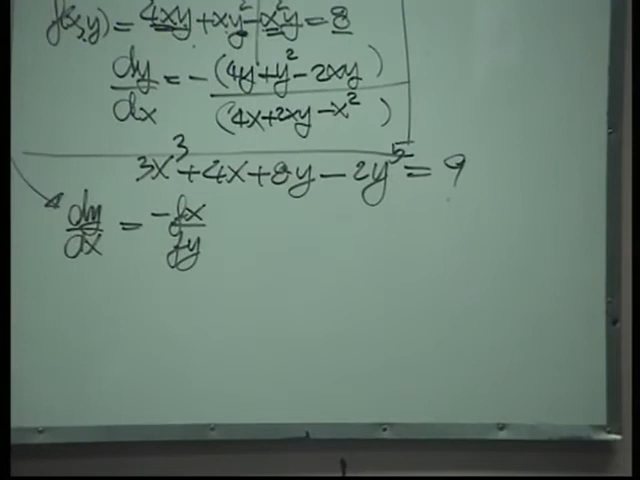 f(x,y) = 4xy + xy² - x²y = 8
dy/dx = - (4y + y² - 2xy) / (4x + 2xy - x²)
3x³ + 4x + 8y - 2y⁵ = 9
dy/dx = -fx/fy